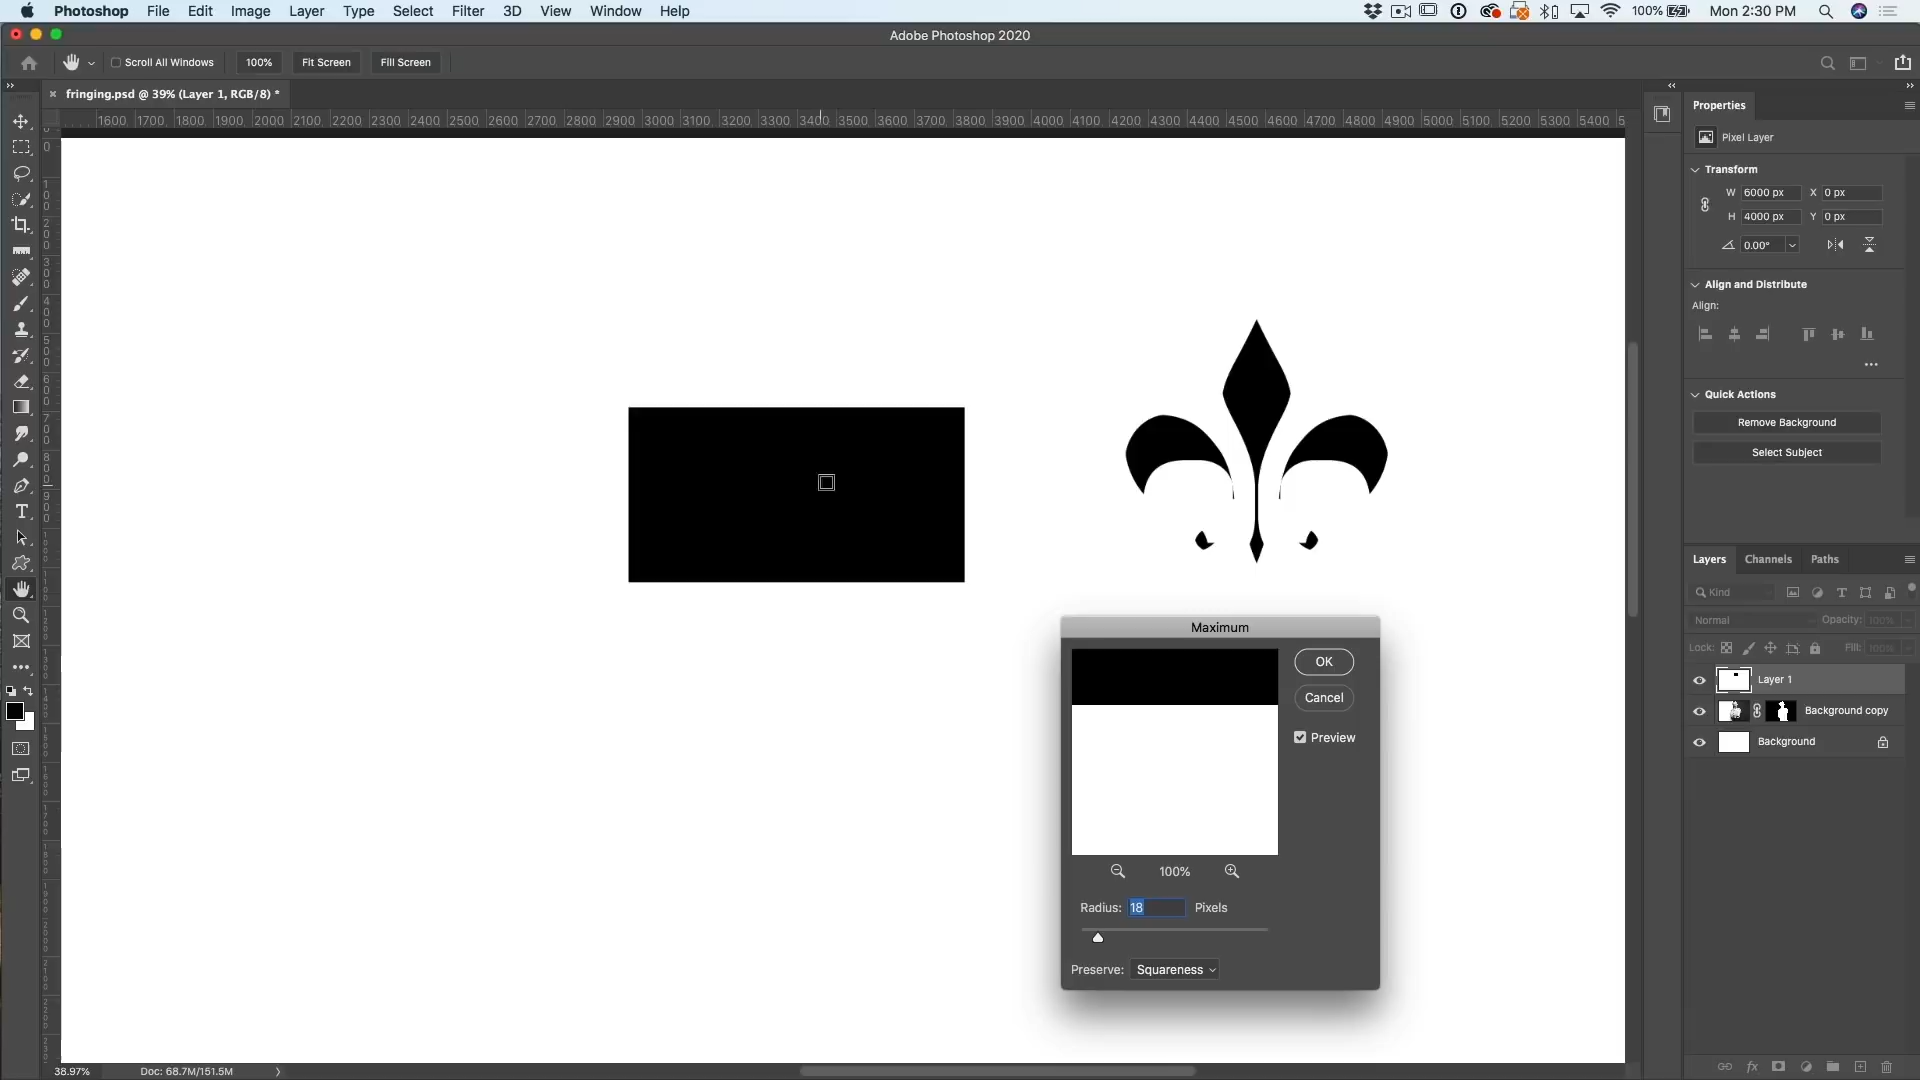 Photoshop File Edit Image Layer Type Select Filter 3D View Window Help 100% Mon 2:30 PM
Adobe Photoshop 2020
Scroll All Windows 100% Fit Screen Fill Screen
fringing.psd @ 39% (Layer 1, RGB/8) *
1600 1700 1800 1900 2000 2100 2200 2300 2400 2500 2600 2700 2800 2900 3000 3100 3200 3300 3400 3500 3600 3700 3800 3900 4000 4100 4200 4300 4400 4500 4600 4700 4800 4900 5000 5100 5200 5300 5400
Properties
Pixel Layer
Transform
W 6000 px X 0 px
H 4000 px Y 0 px
0.00°
Align and Distribute
Align:
Quick Actions
Remove Background
Select Subject
Maximum
OK
Cancel
Preview
100%
Radius: 18 Pixels
Preserve: Squareness
Layers Channels Paths
Kind
Normal Opacity: 100%
Lock: Fill: 100%
Layer 1
Background copy
Background
38.97% Doc: 68.7M/151.5M